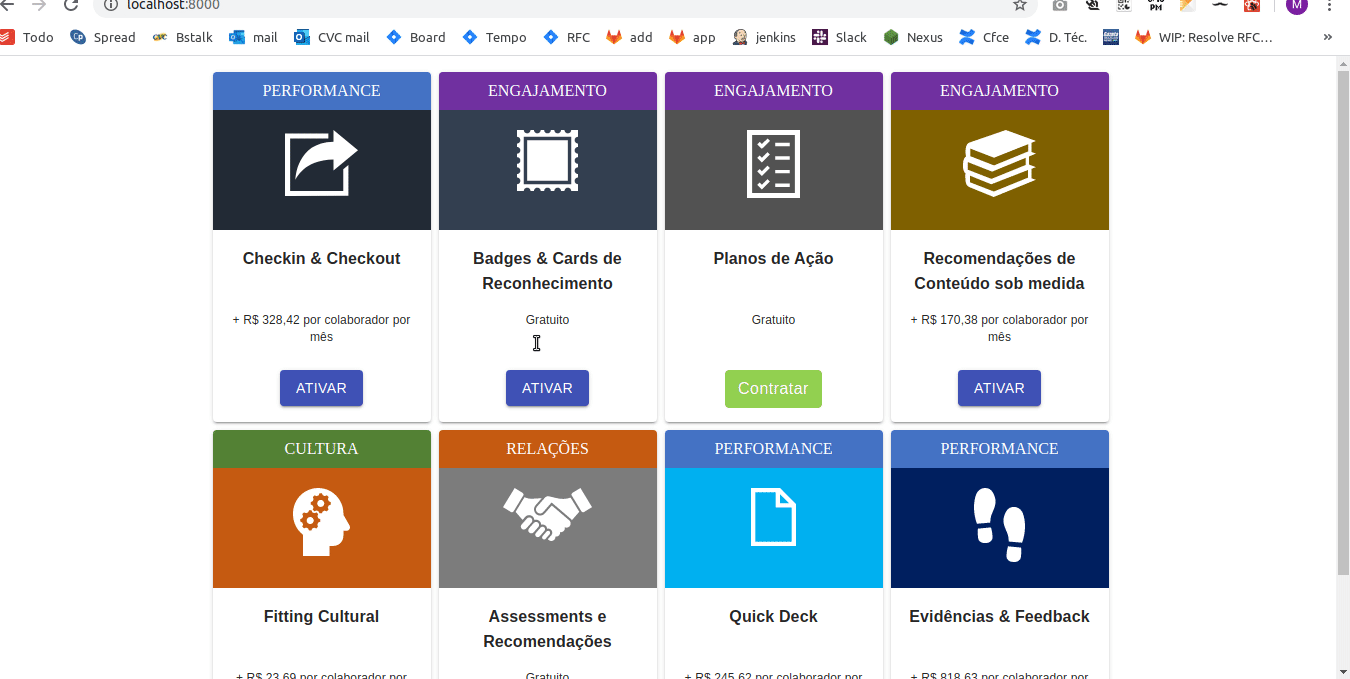 localhost:8000
Todo Spread Bstalk mail CVC mail Board Tempo RFC add app jenkins Slack Nexus Cfce D. Téc. WIP: Resolve RFC… »
M
PERFORMANCE
ENGAJAMENTO
ENGAJAMENTO
ENGAJAMENTO
Checkin & Checkout
+ R$ 328,42 por colaborador por
mês
ATIVAR
Badges & Cards de
Reconhecimento
Gratuito
ATIVAR
Planos de Ação
Gratuito
Contratar
Recomendações de
Conteúdo sob medida
+ R$ 170,38 por colaborador por
mês
ATIVAR
CULTURA
RELAÇÕES
PERFORMANCE
PERFORMANCE
Fitting Cultural
+ R$ 23,69 por colaborador por
Assessments e
Recomendações
Gratuito
Quick Deck
+ R$ 245,62 por colaborador por
Evidências & Feedback
+ R$ 818,63 por colaborador por